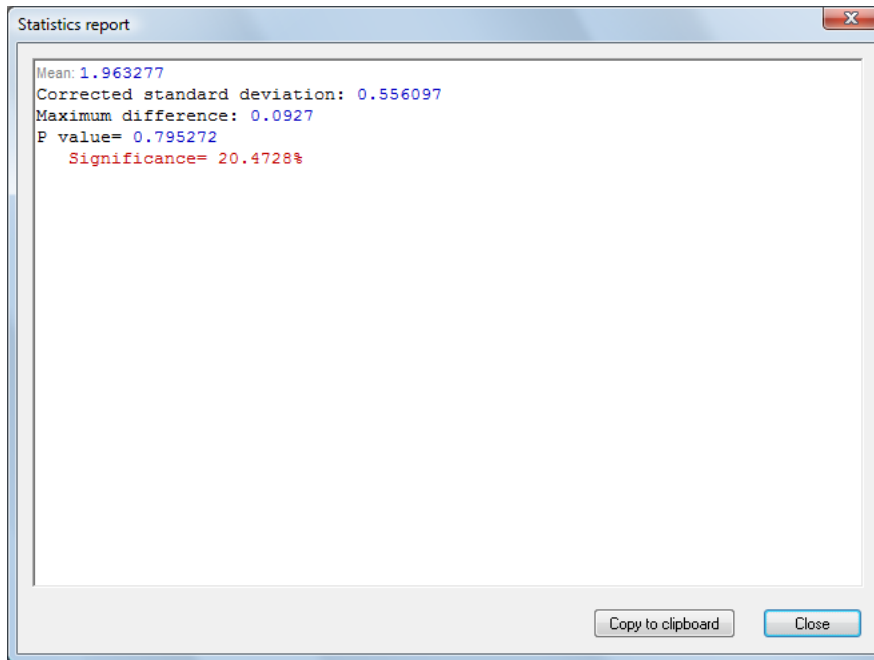 Statistics report
Mean: 1.963277
Corrected standard deviation: 0.556097
Maximum difference: 0.0927
P value= 0.795272
Significance= 20.4728%
Copy to clipboard
Close